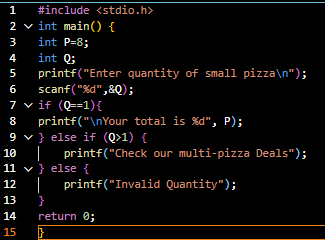 1 #include <stdio.h>
2 int main() {
3 int P=8;
4 int Q;
5 printf("Enter quantity of small pizza\n");
6 scanf("%d",&Q);
7 if (Q==1){
8 printf("\nYour total is %d", P);
9 } else if (Q>1) {
10     printf("Check our multi-pizza Deals");
11 } else {
12     printf("Invalid Quantity");
13 }
14 return 0;
15 }